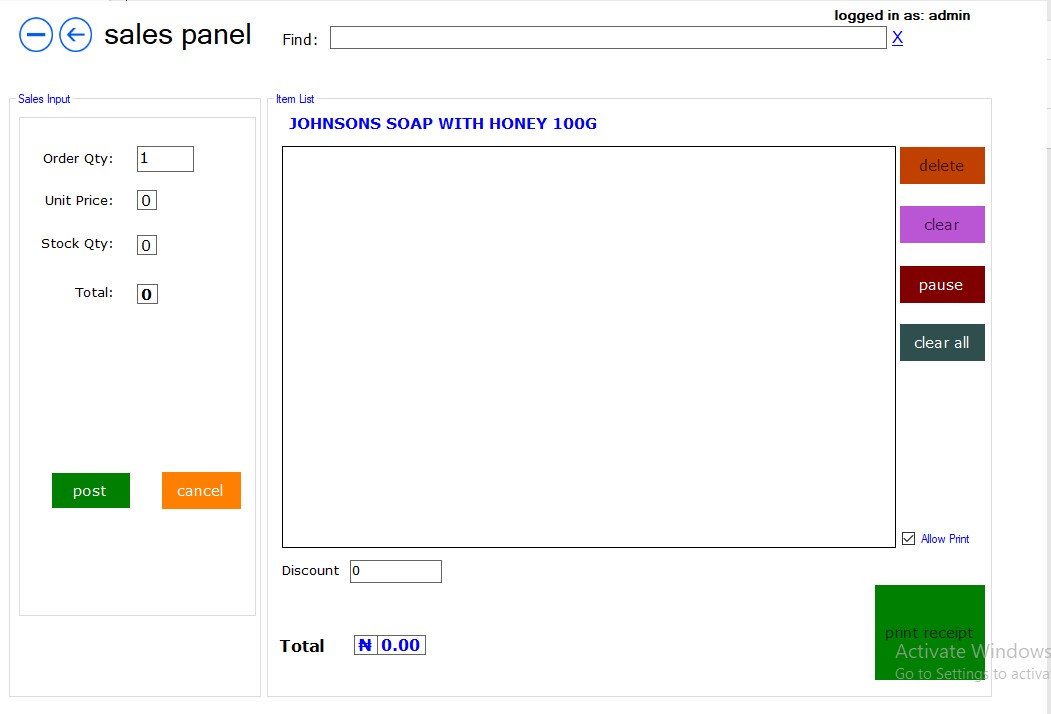 logged in as: admin
sales panel
Find:
X
Sales Input
Item List
JOHNSONS SOAP WITH HONEY 100G
Order Qty: 1
Unit Price: 0
Stock Qty: 0
Total: 0
post
cancel
delete
clear
pause
clear all
Allow Print
Discount 0
Total ₦ 0.00
print receipt
Activate Windows
Go to Settings to activa